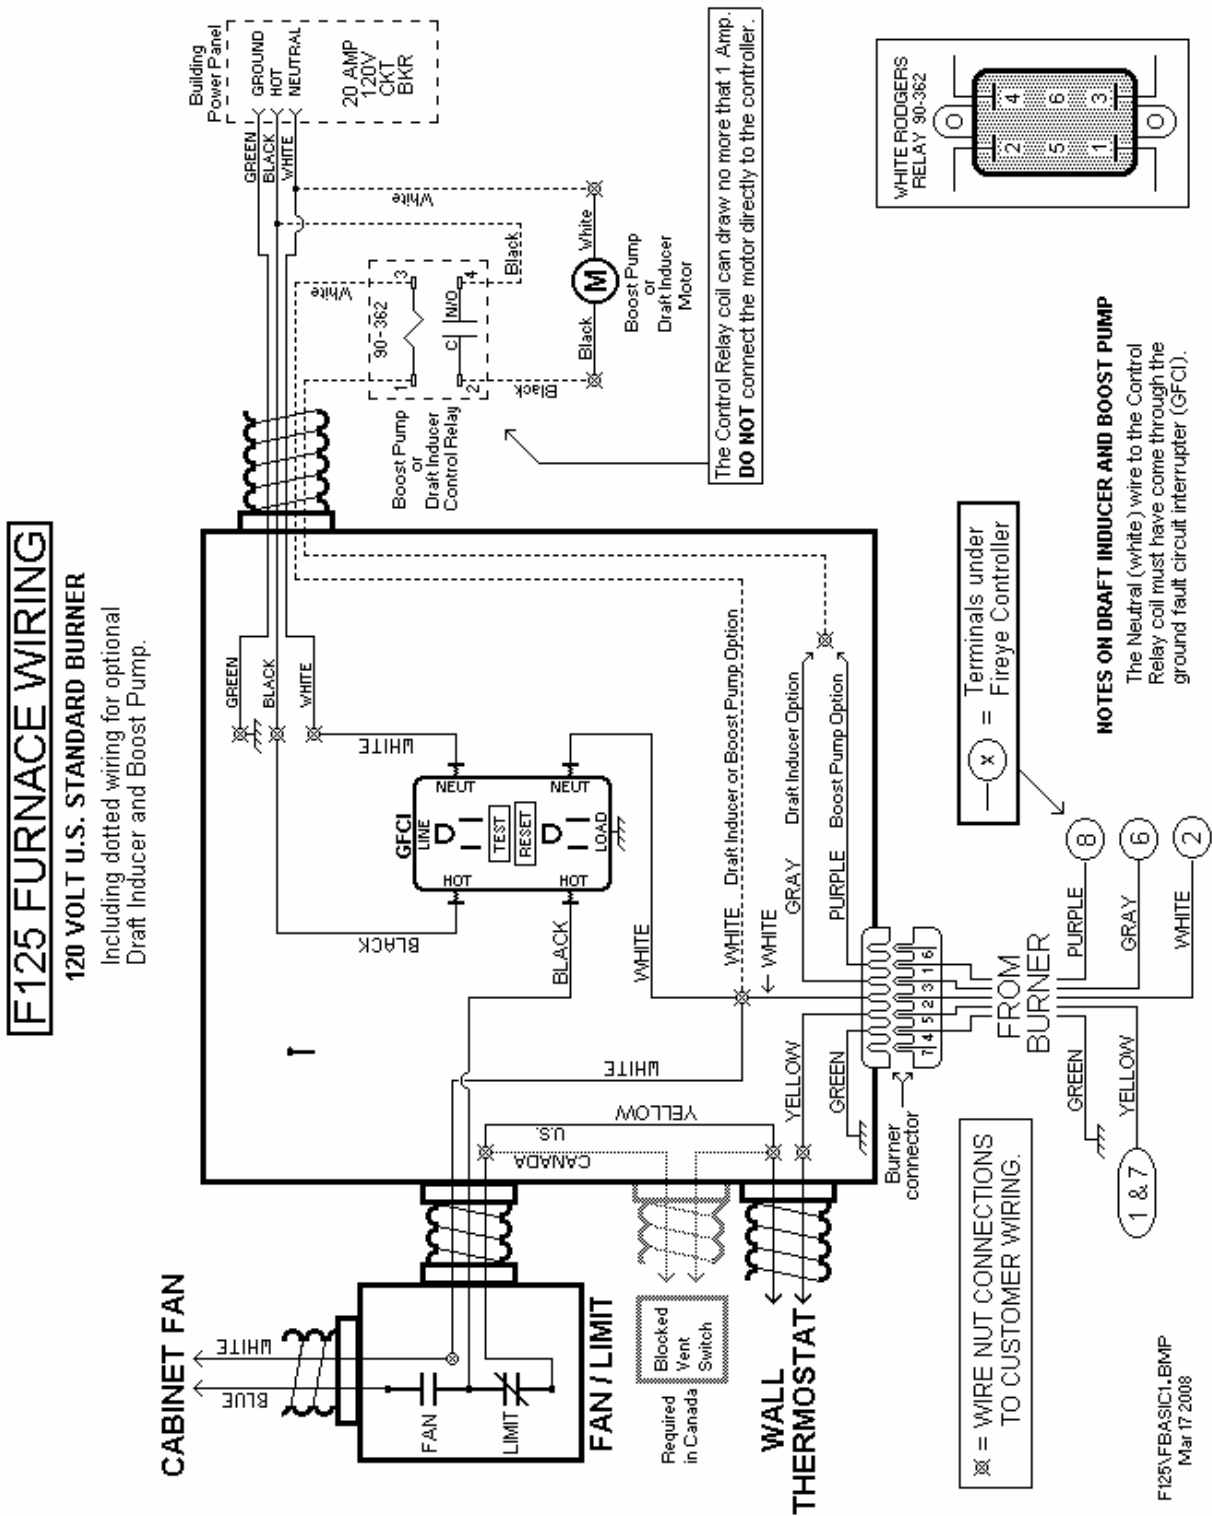 F125 FURNACE WIRING
120 VOLT U.S. STANDARD BURNER
Including dotted wiring for optional
Draft Inducer and Boost Pump.
CABINET FAN
BLUE
WHITE
FAN
LIMIT
FAN / LIMIT
Required
in Canada
Blocked
Vent
Switch
WALL
THERMOSTAT
CANADA
U.S.
YELLOW
WHITE
YELLOW
GREEN
Burner
connector
7 4 5 2 3 1 6
BLACK
BLACK
WHITE
GFCI
LINE
HOT
NEUT
TEST
RESET
HOT
NEUT
LOAD
WHITE
GREEN
BLACK
WHITE
WHITE
Draft Inducer or Boost Pump Option
WHITE
GRAY
Draft Inducer Option
PURPLE
Boost Pump Option
Building
Power Panel
GROUND
HOT
NEUTRAL
20 AMP
120V
CKT
BKR
GREEN
BLACK
WHITE
White
White
90-362
1
3
C
N/O
2
4
Black
Black
Boost Pump
or
Draft Inducer
Control Relay
Black
M
White
Boost Pump
or
Draft Inducer
Motor
The Control Relay coil can draw no more that 1 Amp.
DO NOT connect the motor directly to the controller.
WHITE RODGERS
RELAY 90-362
2 4
5 6
1 3
FROM
BURNER
GREEN
YELLOW
1 & 7
PURPLE
8
GRAY
6
WHITE
2
x
= Terminals under
Fireye Controller
NOTES ON DRAFT INDUCER AND BOOST PUMP
The Neutral (white) wire to the Control
Relay coil must have come through the
ground fault circuit interrupter (GFCI).
= WIRE NUT CONNECTIONS
TO CUSTOMER WIRING.
F125\FBASIC1.BMP
Mar 17 2008